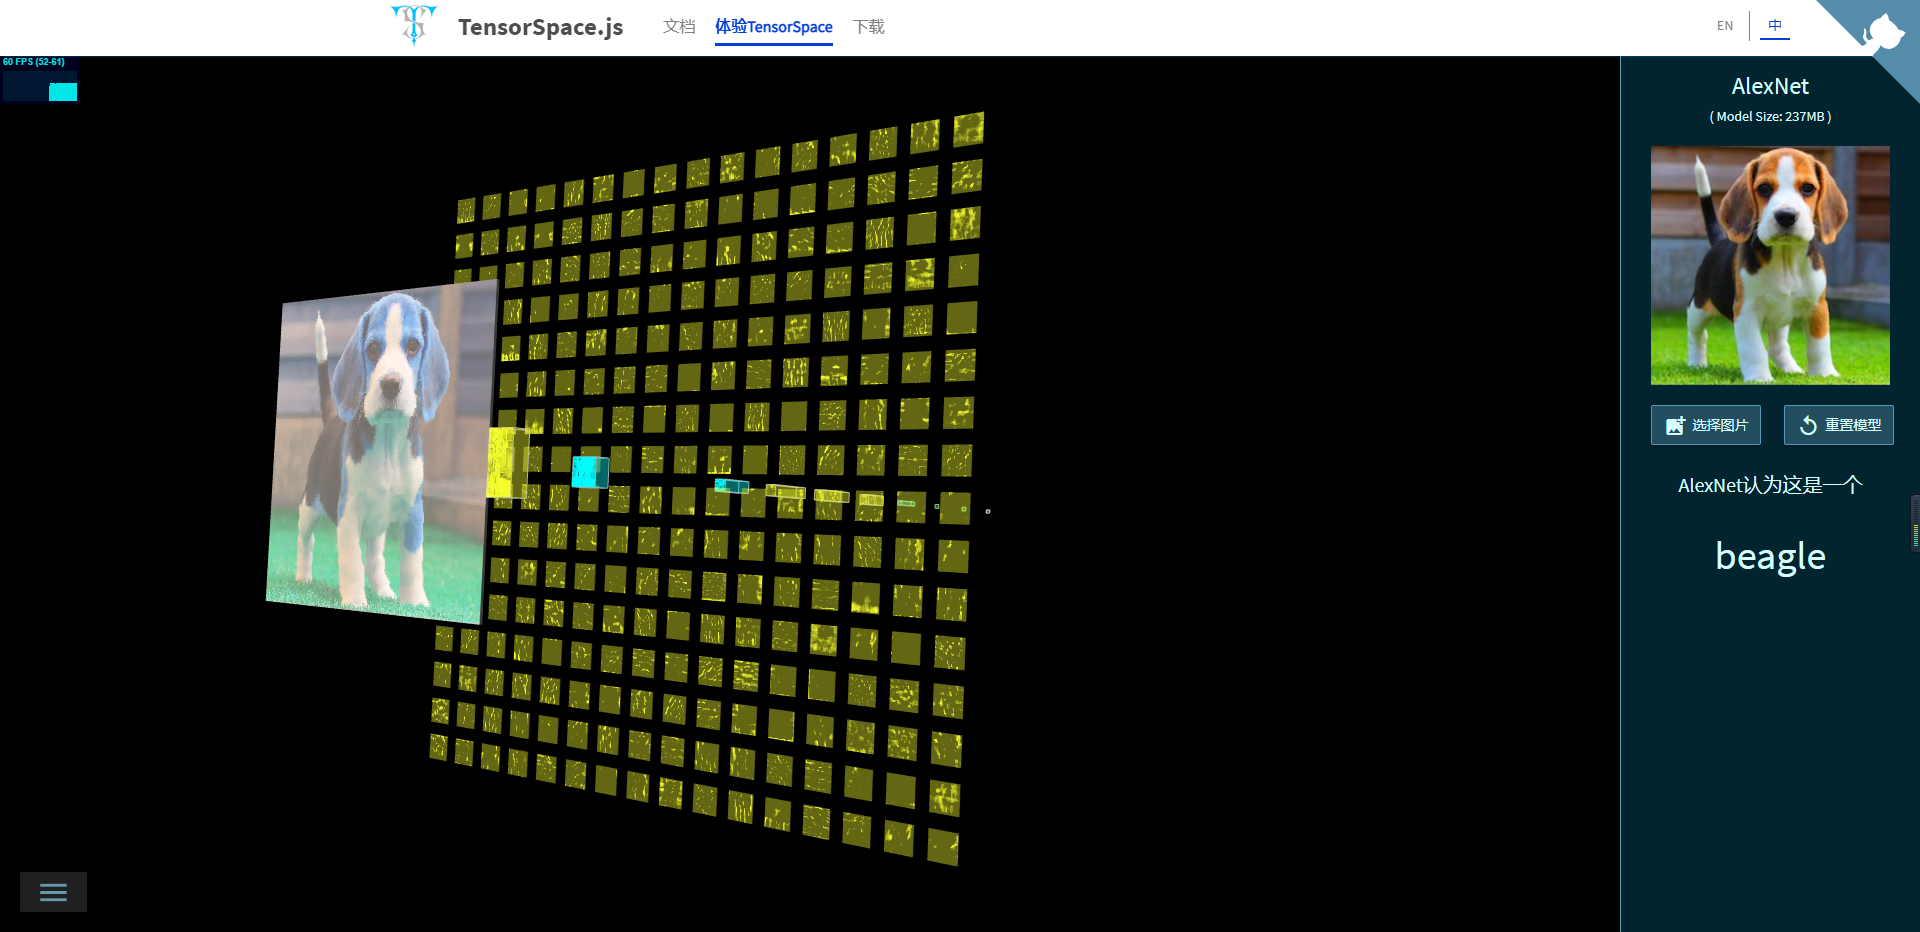 TensorSpace.js
文档
体验TensorSpace
下载
EN
中
60 FPS (52-61)
AlexNet
( Model Size: 237MB )
选择图片
重置模型
AlexNet认为这是一个
beagle